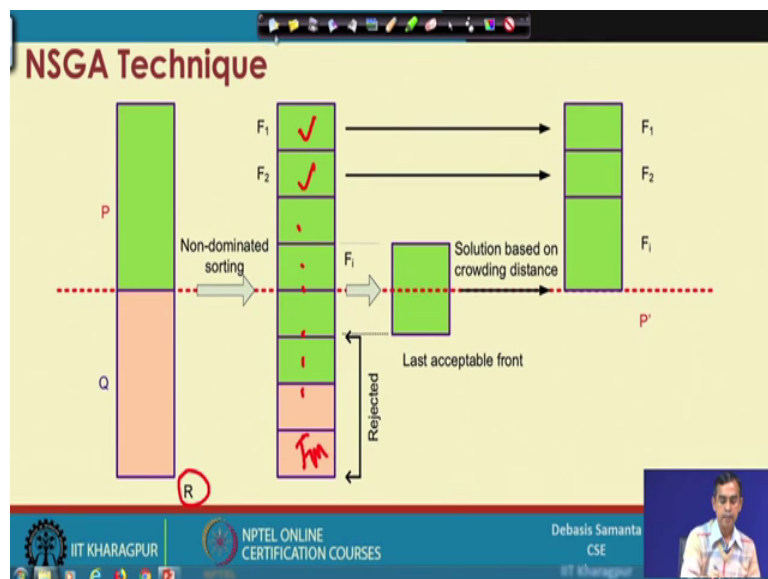 NSGA Technique
F₁
F₂
P
Non-dominated
sorting
Q
R
Fm
Fᵢ
Solution based on
crowding distance
Last acceptable front
Rejected
F₁
F₂
Fᵢ
P'
IIT KHARAGPUR
NPTEL ONLINE
CERTIFICATION COURSES
Debasis Samanta
CSE
IIT Kharagpur